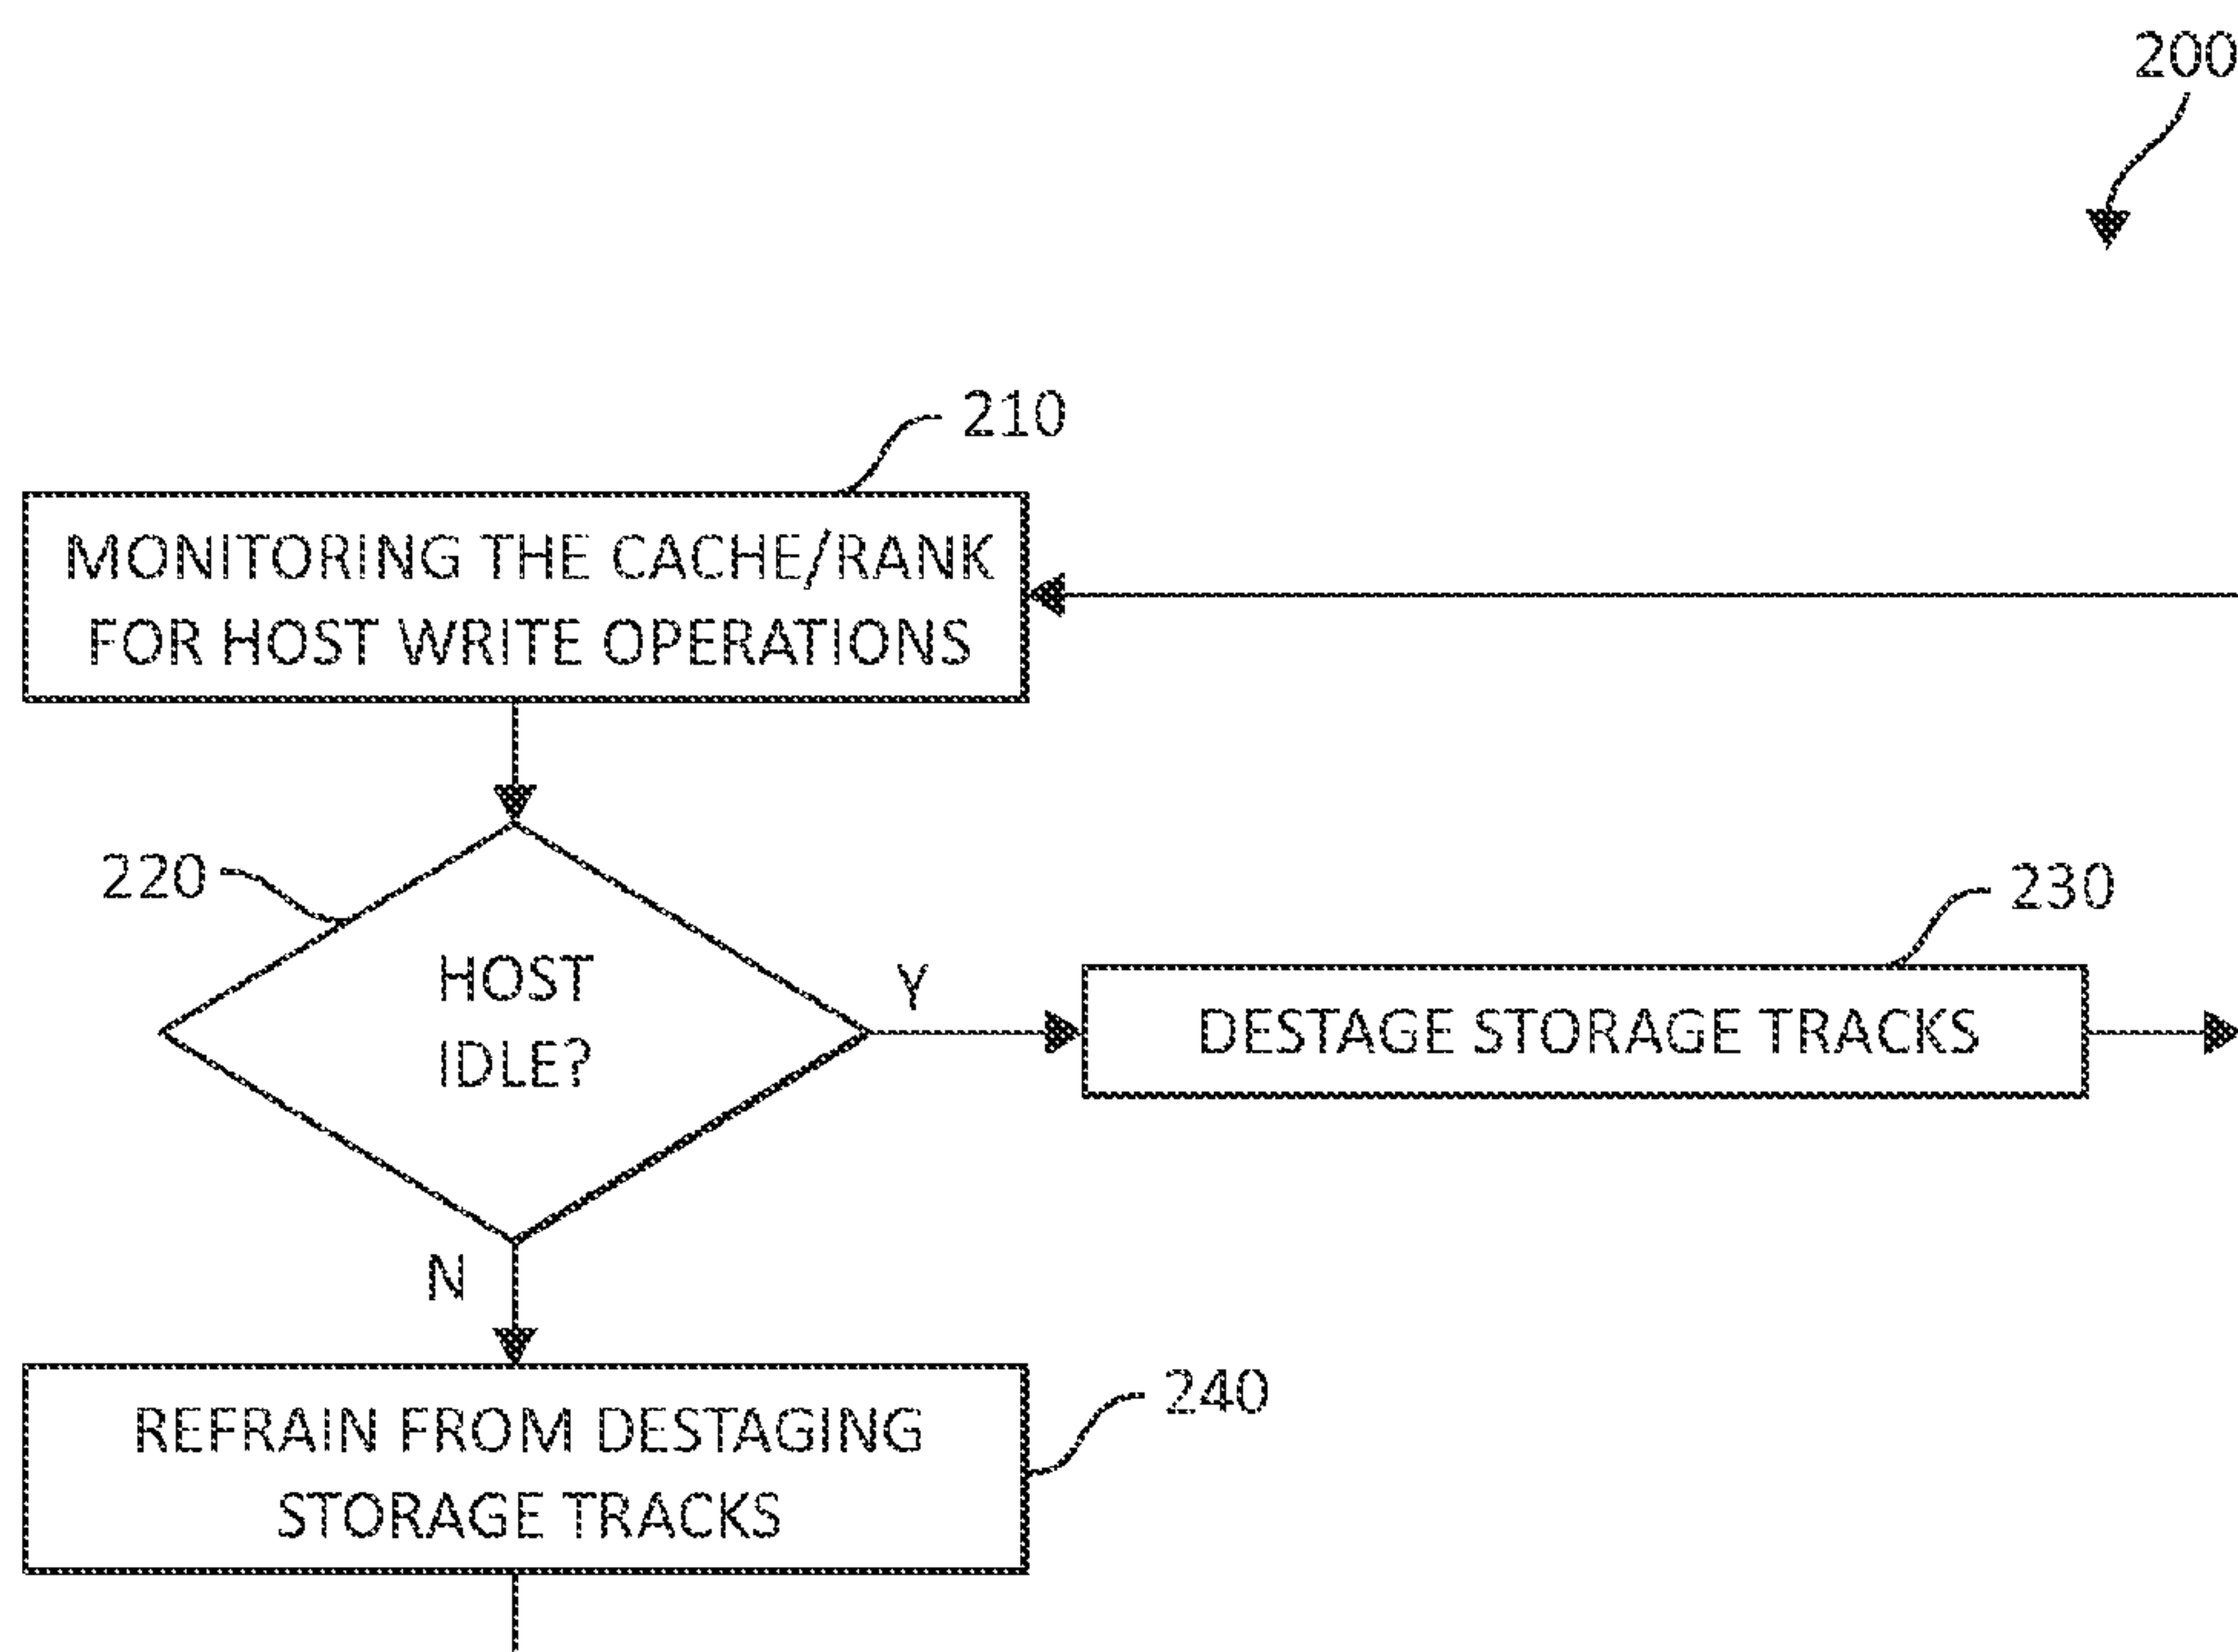 200
210
MONITORING THE CACHE/RANK
FOR HOST WRITE OPERATIONS
220
HOST
IDLE?
Y
230
DESTAGE STORAGE TRACKS
N
240
REFRAIN FROM DESTAGING
STORAGE TRACKS